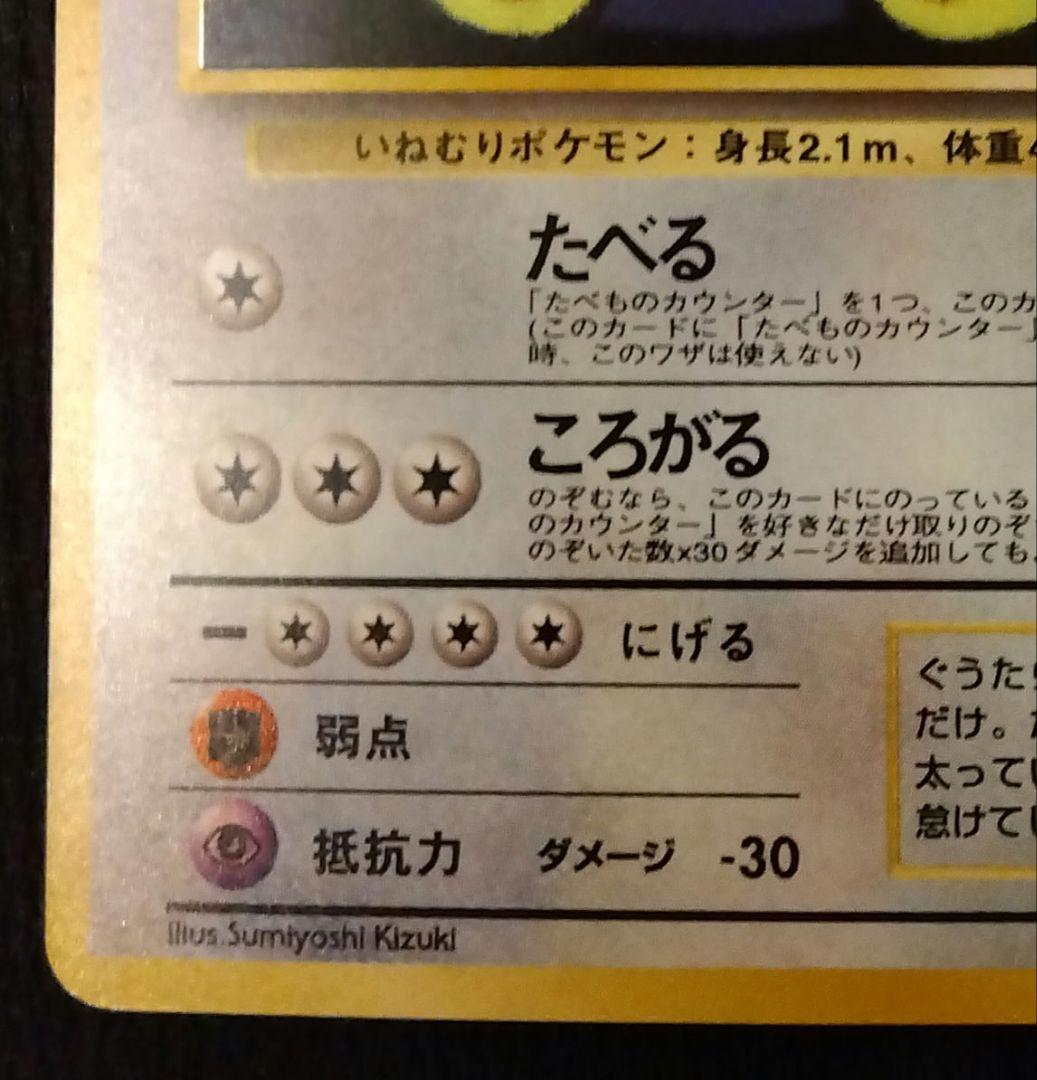 いねむりポケモン：身長2.1m、体重4
たべる
「たべものカウンター」を1つ、このカ
(このカードに「たべものカウンター」
時、このワザは使えない)
ころがる
のぞむなら、このカードにのっている
のカウンター」を好きなだけ取りのぞ
のぞいた数x30ダメージを追加しても
にげる
弱点
抵抗力 ダメージ -30
ぐうたら
だけ。
太ってい
怠けてし
Illus. Sumiyoshi Kizuki